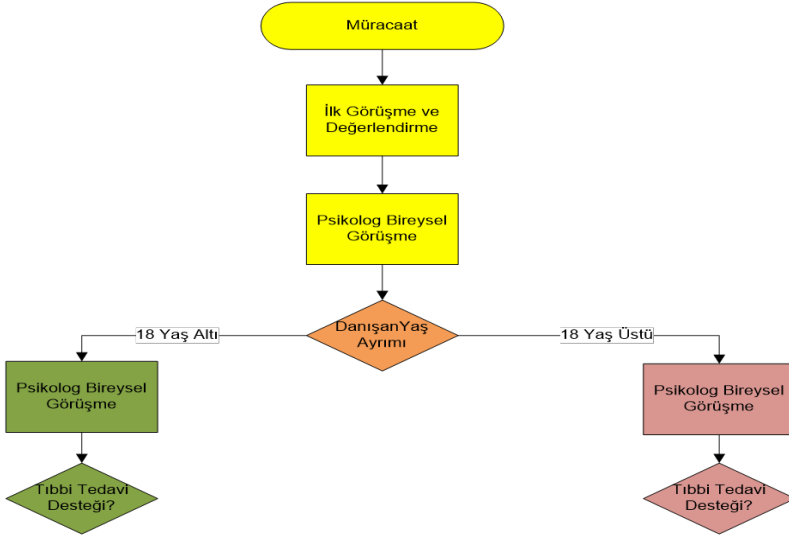 Müracaat
İlk Görüşme ve
Değerlendirme
Psikolog Bireysel
Görüşme
DanışanYaş
Ayrımı
18 Yaş Altı
18 Yaş Üstü
Psikolog Bireysel
Görüşme
Psikolog Bireysel
Görüşme
Tıbbi Tedavi
Desteği?
Tıbbi Tedavi
Desteği?